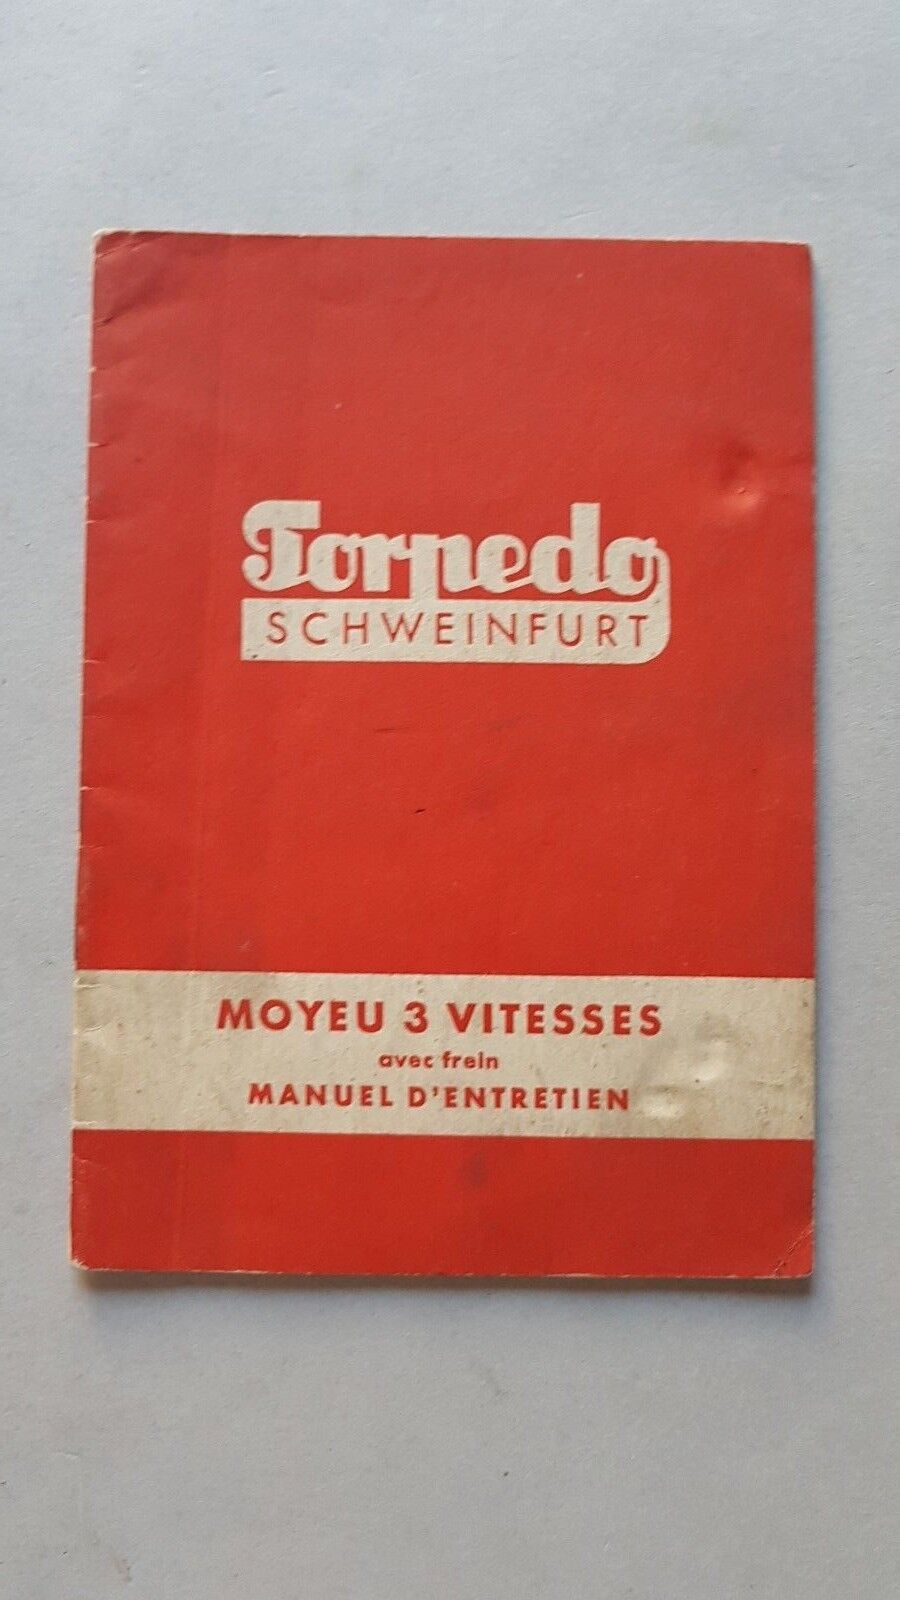 Torpedo
SCHWEINFURT
MOYEU 3 VITESSES
avec frein
MANUEL D'ENTRETIEN